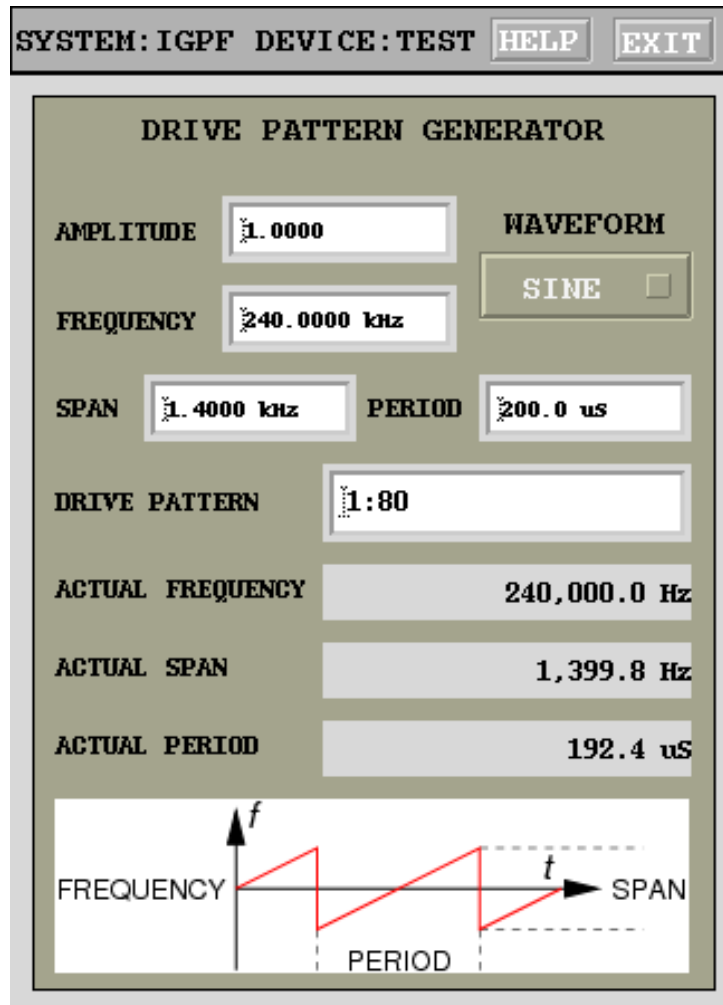 SYSTEM:IGPF DEVICE:TEST HELP EXIT
DRIVE PATTERN GENERATOR
AMPLITUDE 1.0000
WAVEFORM
SINE
FREQUENCY 240.0000 kHz
SPAN 1.4000 kHz PERIOD 200.0 uS
DRIVE PATTERN 1:80
ACTUAL FREQUENCY 240,000.0 Hz
ACTUAL SPAN 1,399.8 Hz
ACTUAL PERIOD 192.4 uS
f
FREQUENCY t SPAN
PERIOD